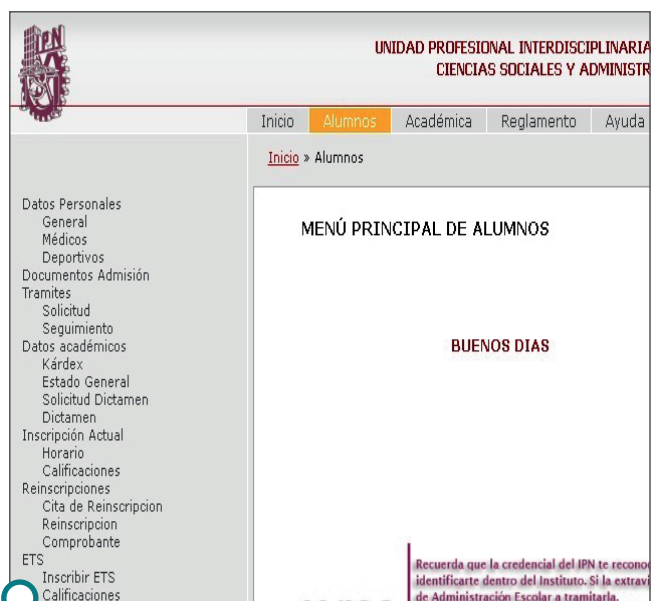 IPN
UNIDAD PROFESIONAL INTERDISCIPLINARIA
CIENCIAS SOCIALES Y ADMINISTR
Inicio Alumnos Académica Reglamento Ayuda
Inicio » Alumnos
Datos Personales
General
Médicos
Deportivos
Documentos Admisión
Tramites
Solicitud
Seguimiento
Datos académicos
Kárdex
Estado General
Solicitud Dictamen
Dictamen
Inscripción Actual
Horario
Calificaciones
Reinscripciones
Cita de Reinscripcion
Reinscripcion
Comprobante
ETS
Inscribir ETS
Calificaciones
MENÚ PRINCIPAL DE ALUMNOS
BUENOS DIAS
Recuerda que la credencial del IPN te recono
identificarte dentro del Instituto. Si la extravi
de Administración Escolar a tramitarla.